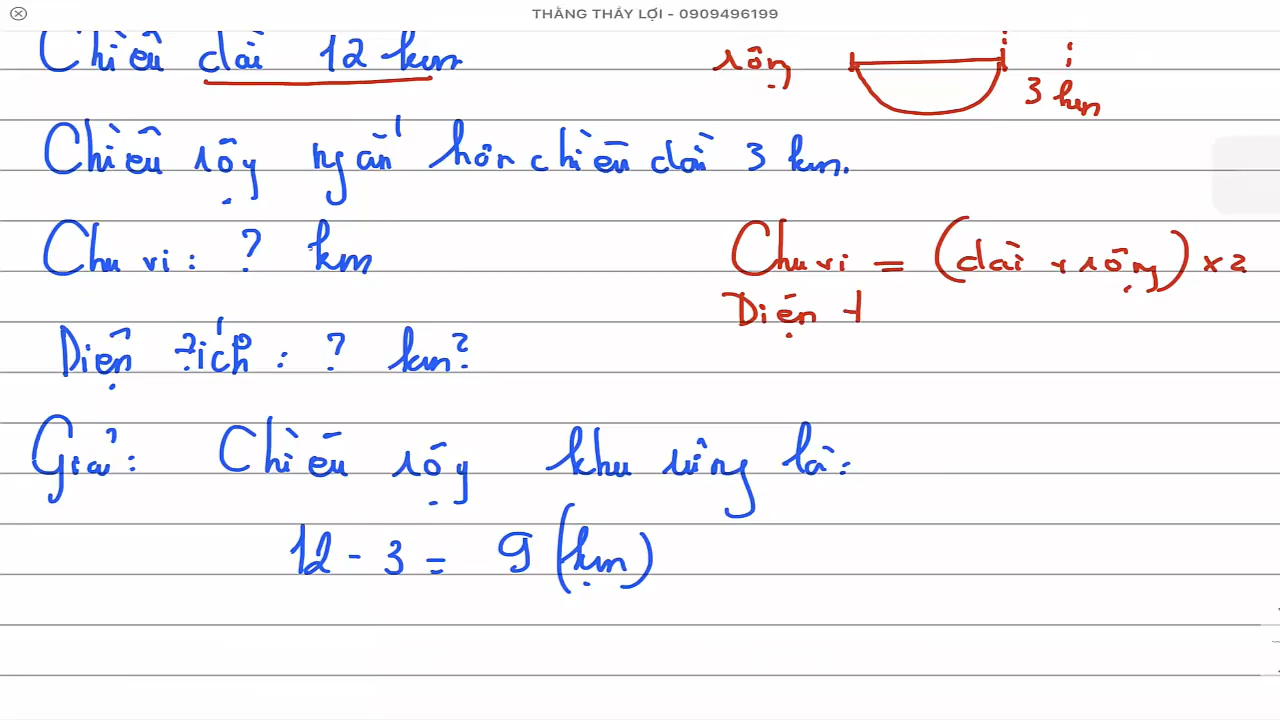 THẰNG THẦY LỢI - 0909496199
Chiều dài 12 km
rộng
3 km
Chiều rộng ngắn hơn chiều dài 3 km.
Chu vi : ? km
Chu vi = (dài + rộng) x 2
Diện t
Diện tích : ? km²
Giải: Chiều rộng khu rừng là:
12 - 3 = 9 (km)